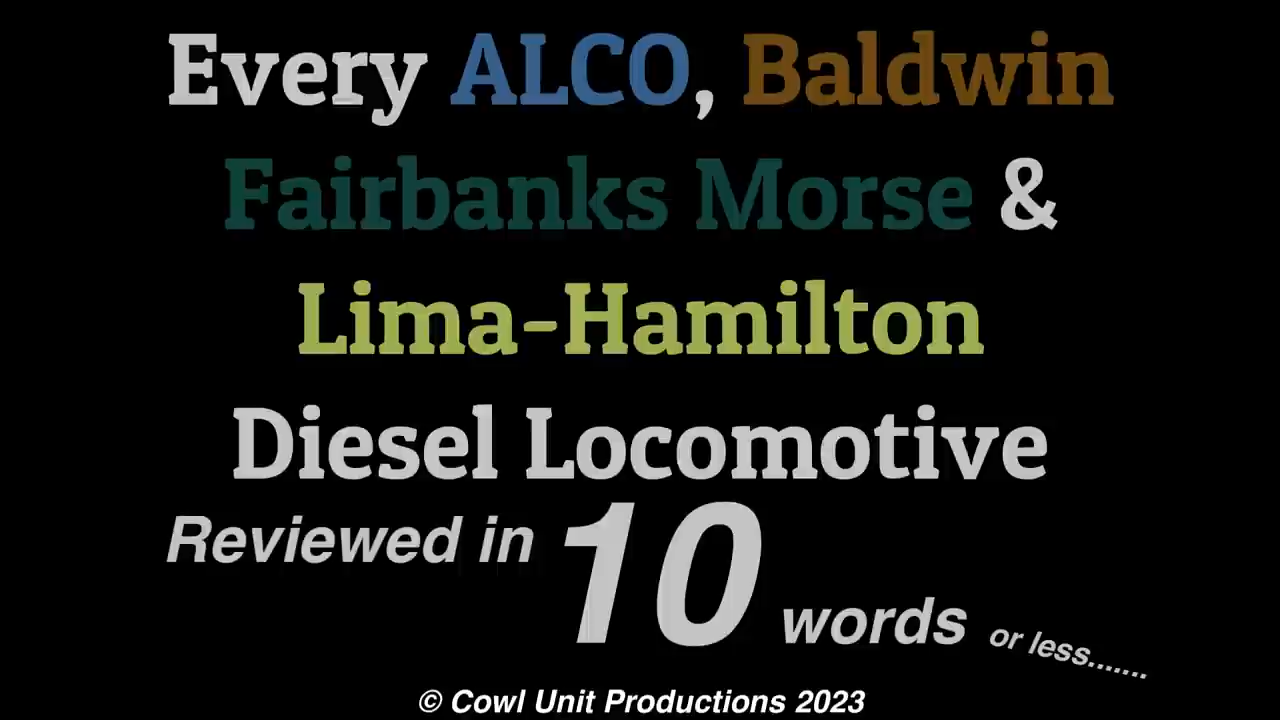 Every ALCO, Baldwin
Fairbanks Morse &
Lima-Hamilton
Diesel Locomotive
Reviewed in 10 words or less.......
© Cowl Unit Productions 2023